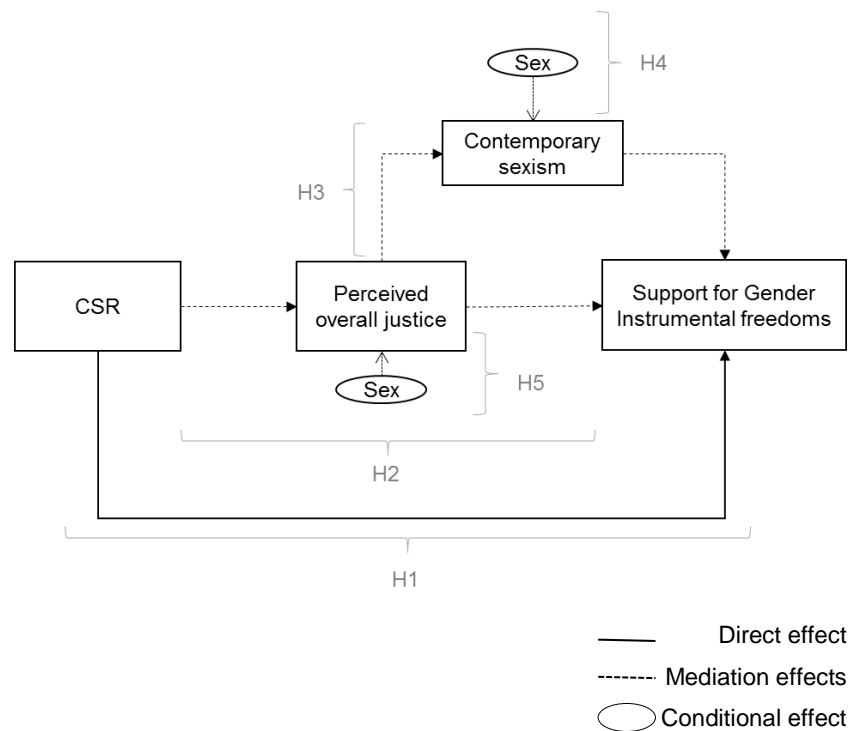 Sex
H4
Contemporary
sexism
H3
CSR
Perceived
overall justice
Support for Gender
Instrumental freedoms
Sex
H5
H2
H1
Direct effect
Mediation effects
Conditional effect